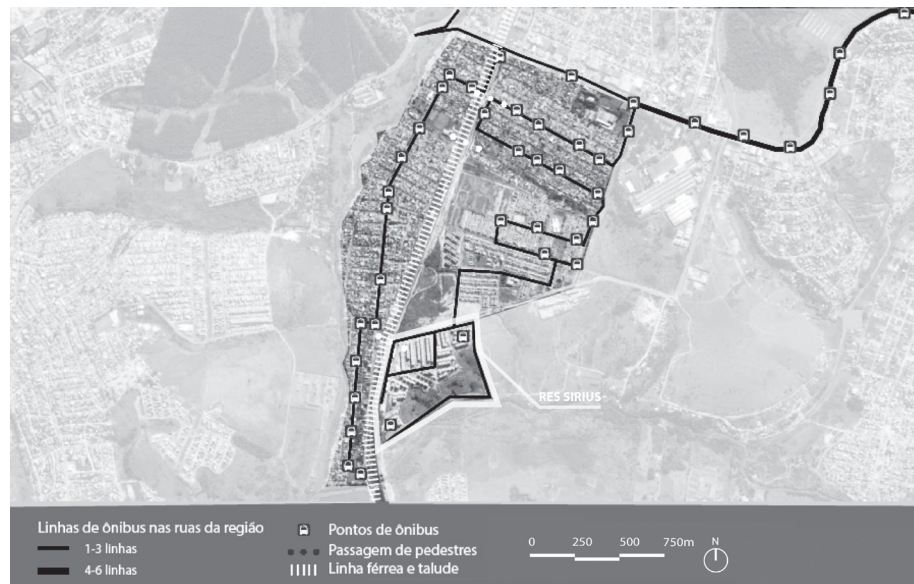 RES SIRIUS
Linhas de ônibus nas ruas da região
1-3 linhas
4-6 linhas
Pontos de ônibus
Passagem de pedestres
Linha férrea e talude
0 250 500 750m
N